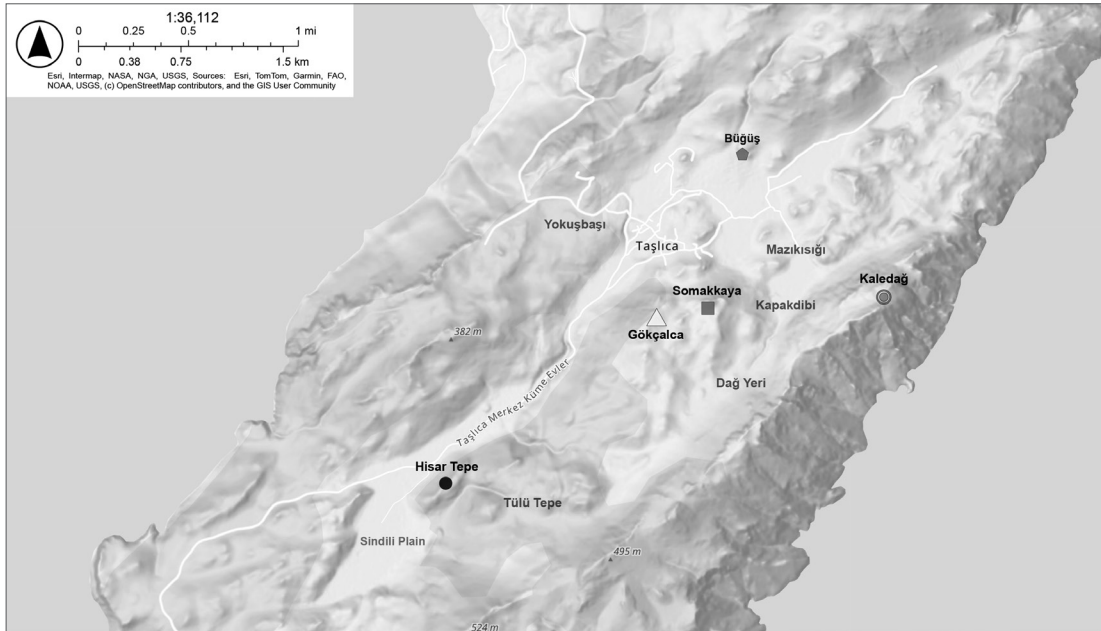 1:36,112
0 0.25 0.5 1 mi
0 0.38 0.75 1.5 km
Esri, Intermap, NASA, NGA, USGS, Sources: Esri, TomTom, Garmin, FAO,
NOAA, USGS, (c) OpenStreetMap contributors, and the GIS User Community
Büğüş
Yokuşbaşı
Taşlıca
Mazıkısığı
Kaledağ
Somakkaya
Kapakdibi
Gökçalca
382 m
Dağ Yeri
Taşlıca Merkez Küme Evler
Hisar Tepe
Tülü Tepe
Sindili Plain
495 m
524 m